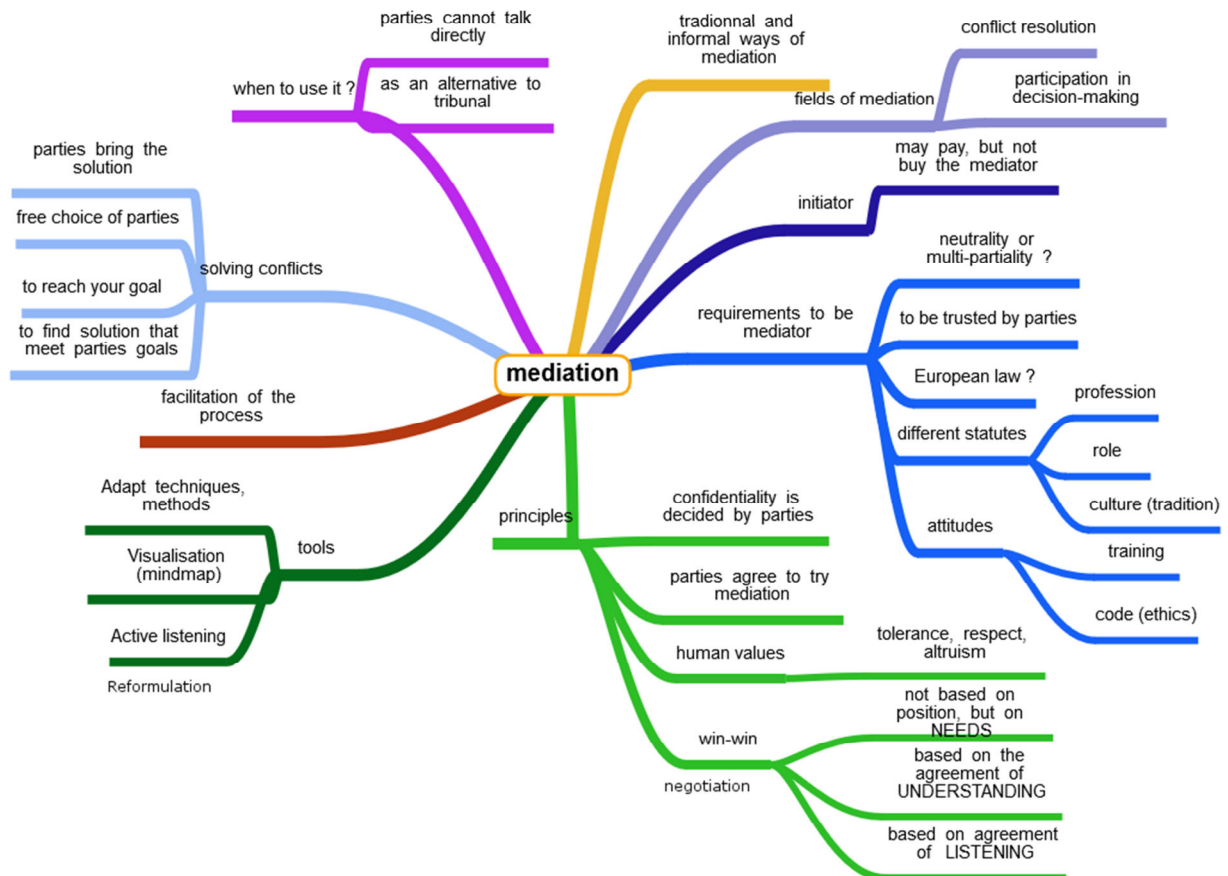 parties cannot talk
directly
when to use it ?
as an alternative to
tribunal
tradionnal and
informal ways of
mediation
conflict resolution
fields of mediation
participation in
decision-making
may pay, but not
buy the mediator
initiator
parties bring the
solution
free choice of parties
solving conflicts
to reach your goal
to find solution that
meet parties goals
mediation
facilitation of the
process
requirements to be
mediator
neutrality or
multi-partiality ?
to be trusted by parties
European law ?
different statutes
profession
role
culture (tradition)
attitudes
training
code (ethics)
Adapt techniques,
methods
tools
Visualisation
(mindmap)
Active listening
Reformulation
principles
confidentiality is
decided by parties
parties agree to try
mediation
human values
tolerance, respect,
altruism
win-win
negotiation
not based on
position, but on
NEEDS
based on the
agreement of
UNDERSTANDING
based on agreement
of LISTENING